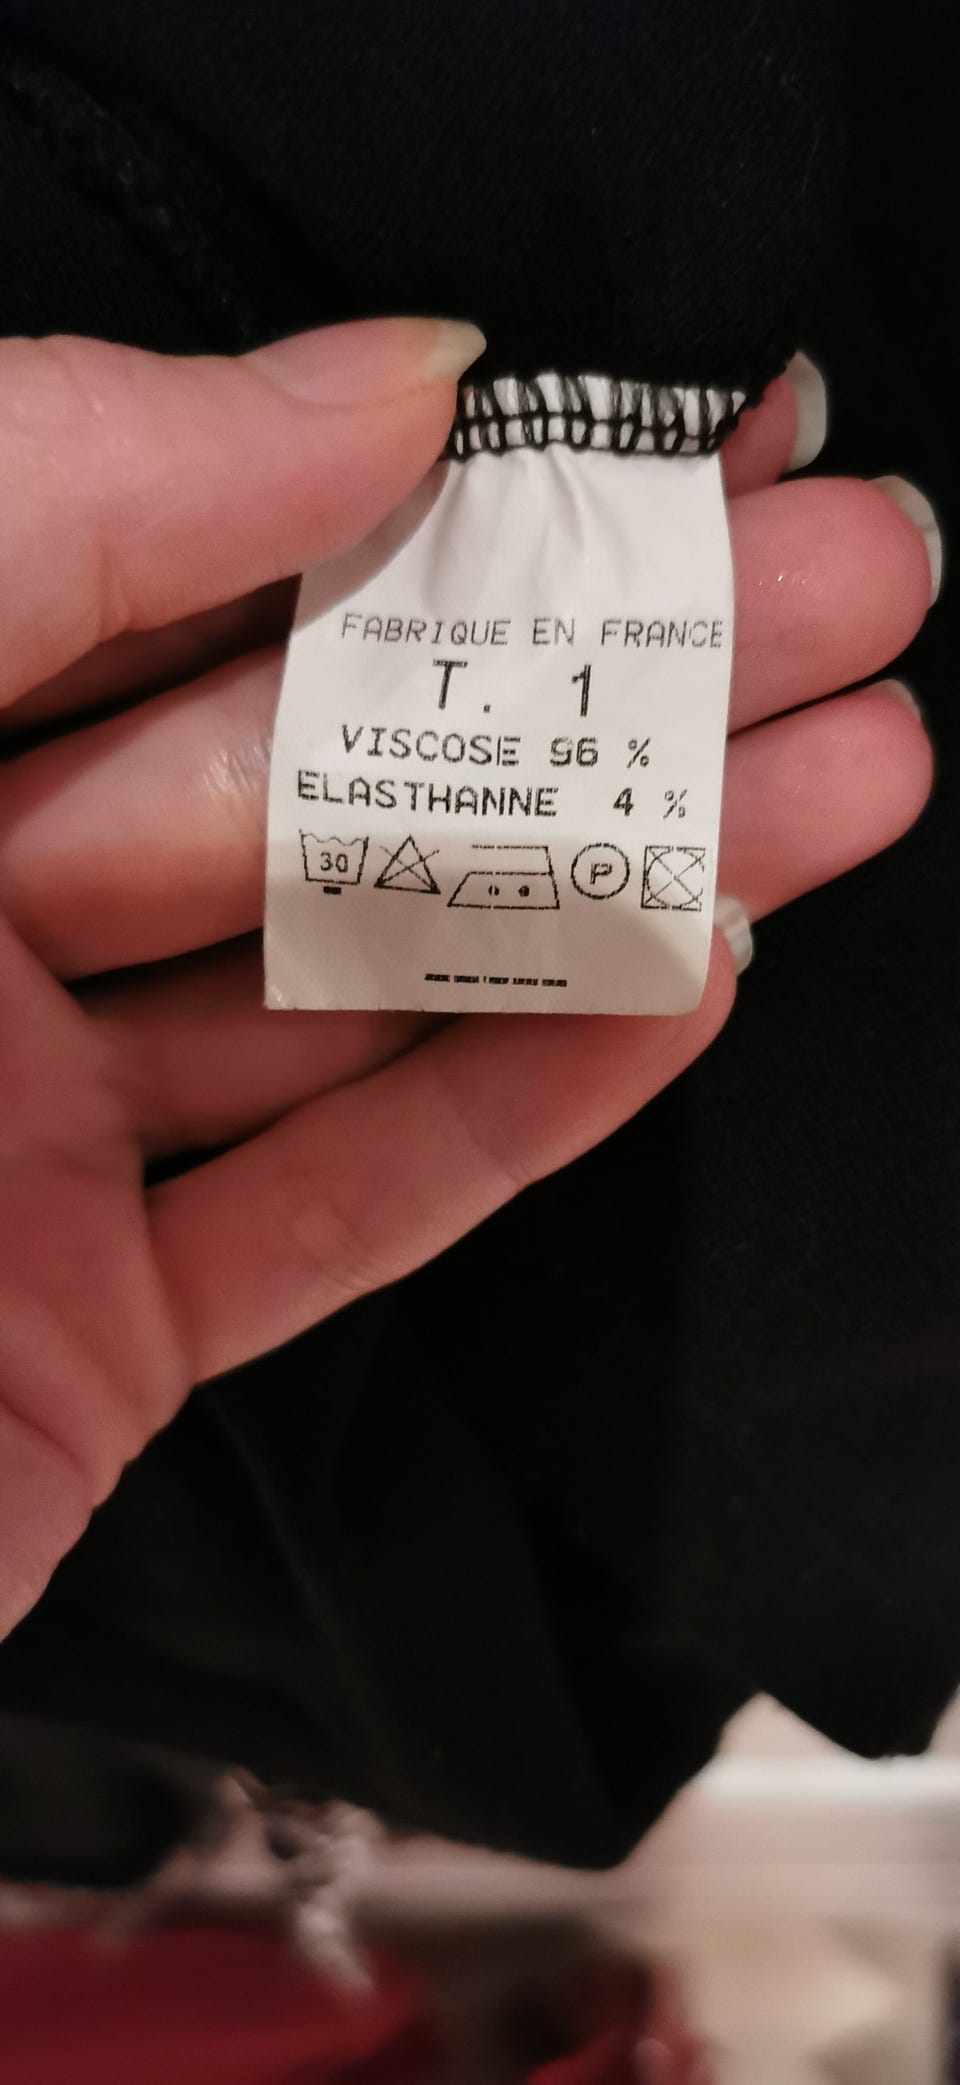 FABRIQUE EN FRANCE
T. 1
VISCOSE 96 %
ELASTHANNE 4 %
30 P